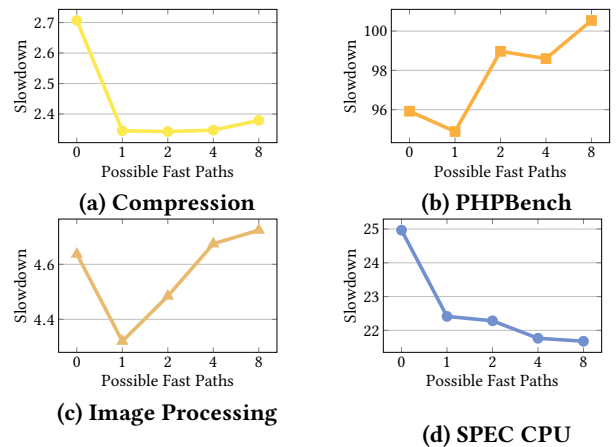 2.7
2.6
2.5
2.4
Slowdown
0 1 2 4 8
Possible Fast Paths
(a) Compression
100
98
96
Slowdown
0 1 2 4 8
Possible Fast Paths
(b) PHPBench
4.6
4.4
Slowdown
0 1 2 4 8
Possible Fast Paths
(c) Image Processing
25
24
23
22
Slowdown
0 1 2 4 8
Possible Fast Paths
(d) SPEC CPU